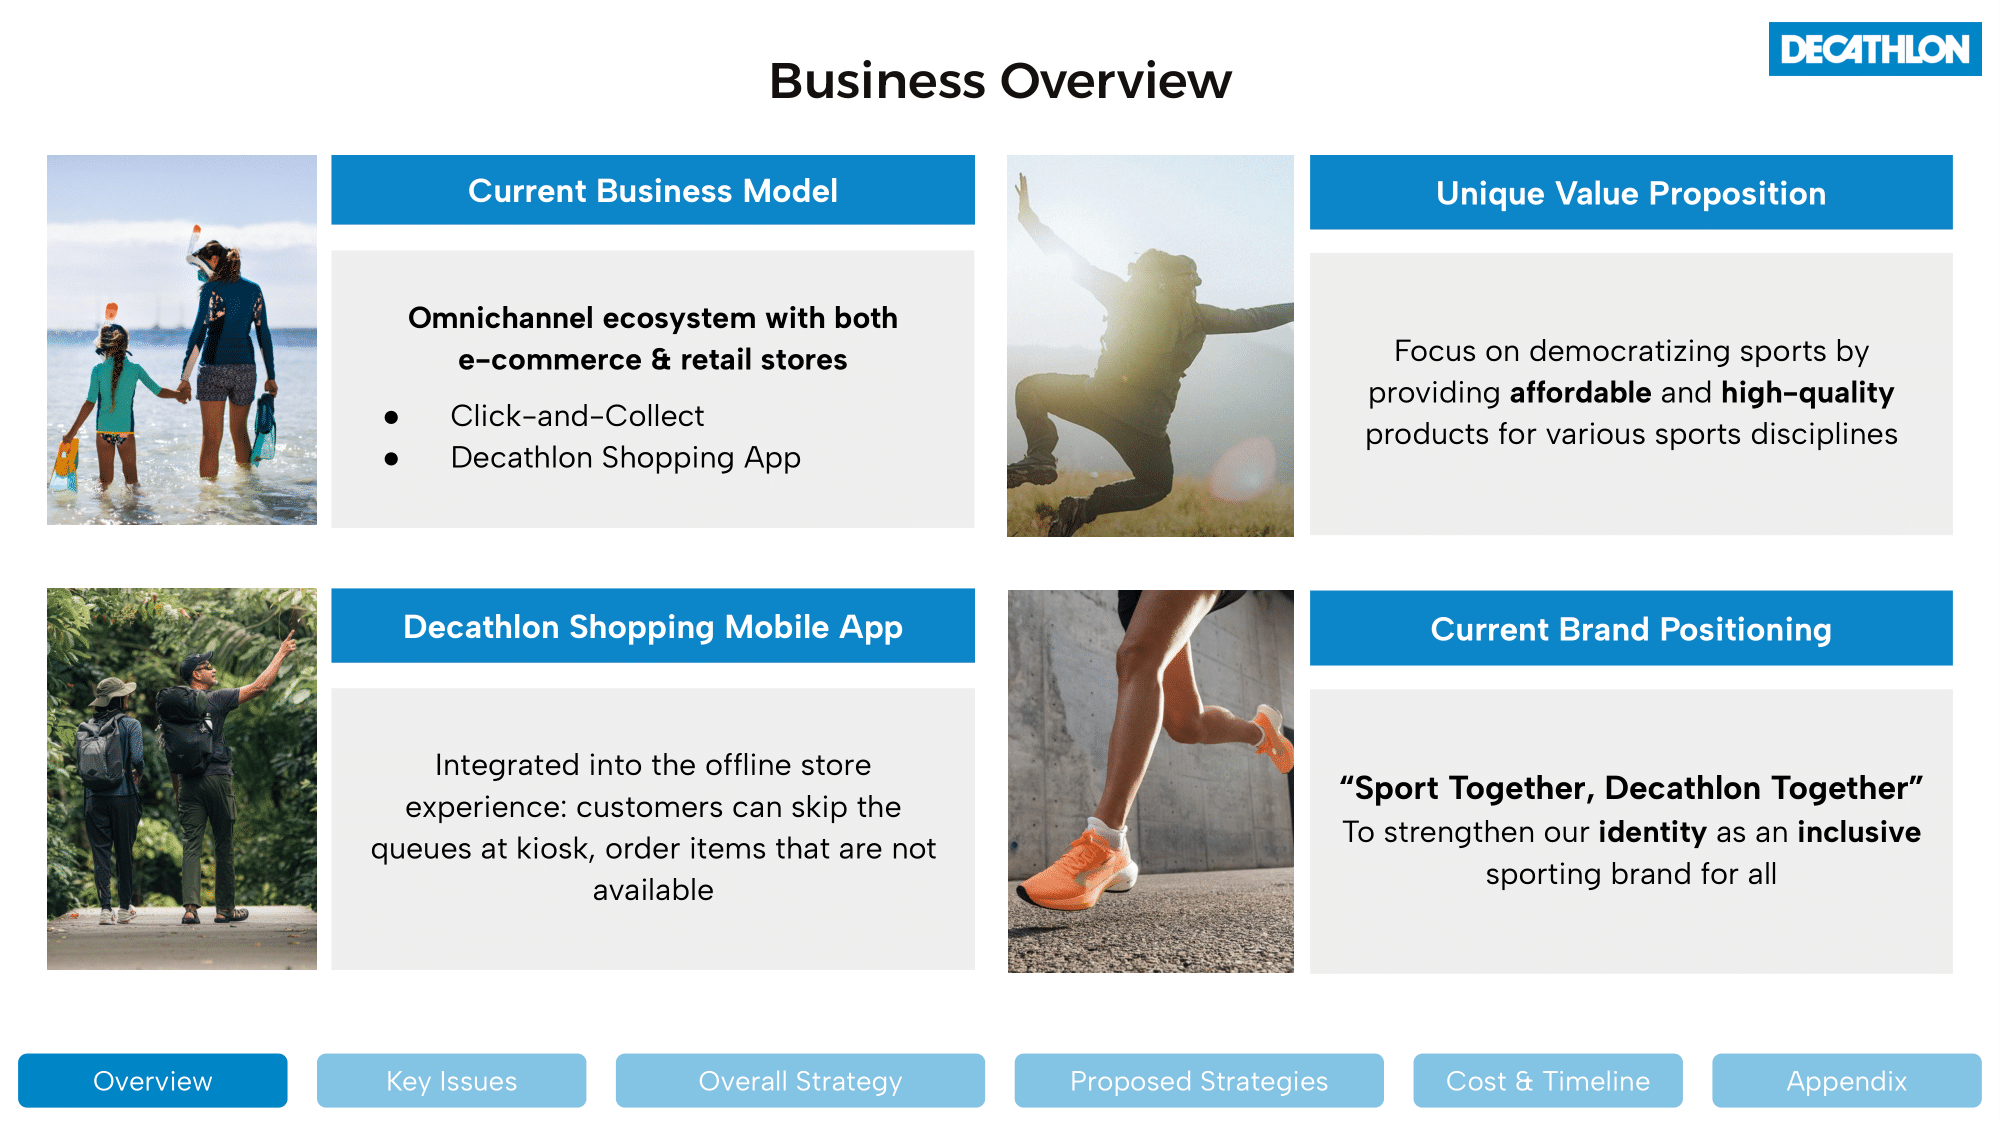 DECATHLON
Business Overview
Current Business Model
Omnichannel ecosystem with both
e-commerce & retail stores
● Click-and-Collect
● Decathlon Shopping App
Unique Value Proposition
Focus on democratizing sports by
providing affordable and high-quality
products for various sports disciplines
Decathlon Shopping Mobile App
Integrated into the offline store
experience: customers can skip the
queues at kiosk, order items that are not
available
Current Brand Positioning
“Sport Together, Decathlon Together”
To strengthen our identity as an inclusive
sporting brand for all
Overview
Key Issues
Overall Strategy
Proposed Strategies
Cost & Timeline
Appendix